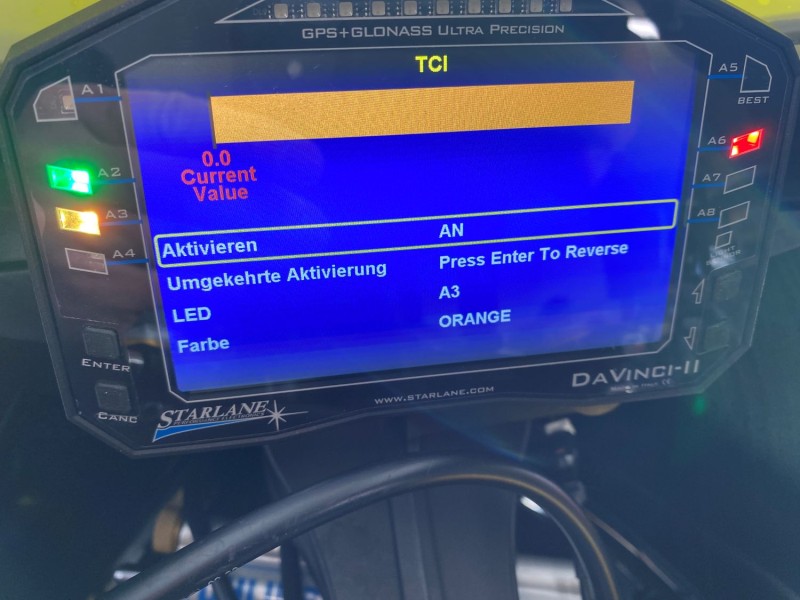 GPS+GLONASS ULTRA PRECISION
TCI
A1
A5
BEST
0.0
Current
Value
A2
A6
A3
A7
A4
A8
Aktivieren AN
Umgekehrte Aktivierung Press Enter To Reverse
LED A3
Farbe ORANGE
ENTER
CANC
STARLANE
WWW.STARLANE.COM
DAVINCI-II